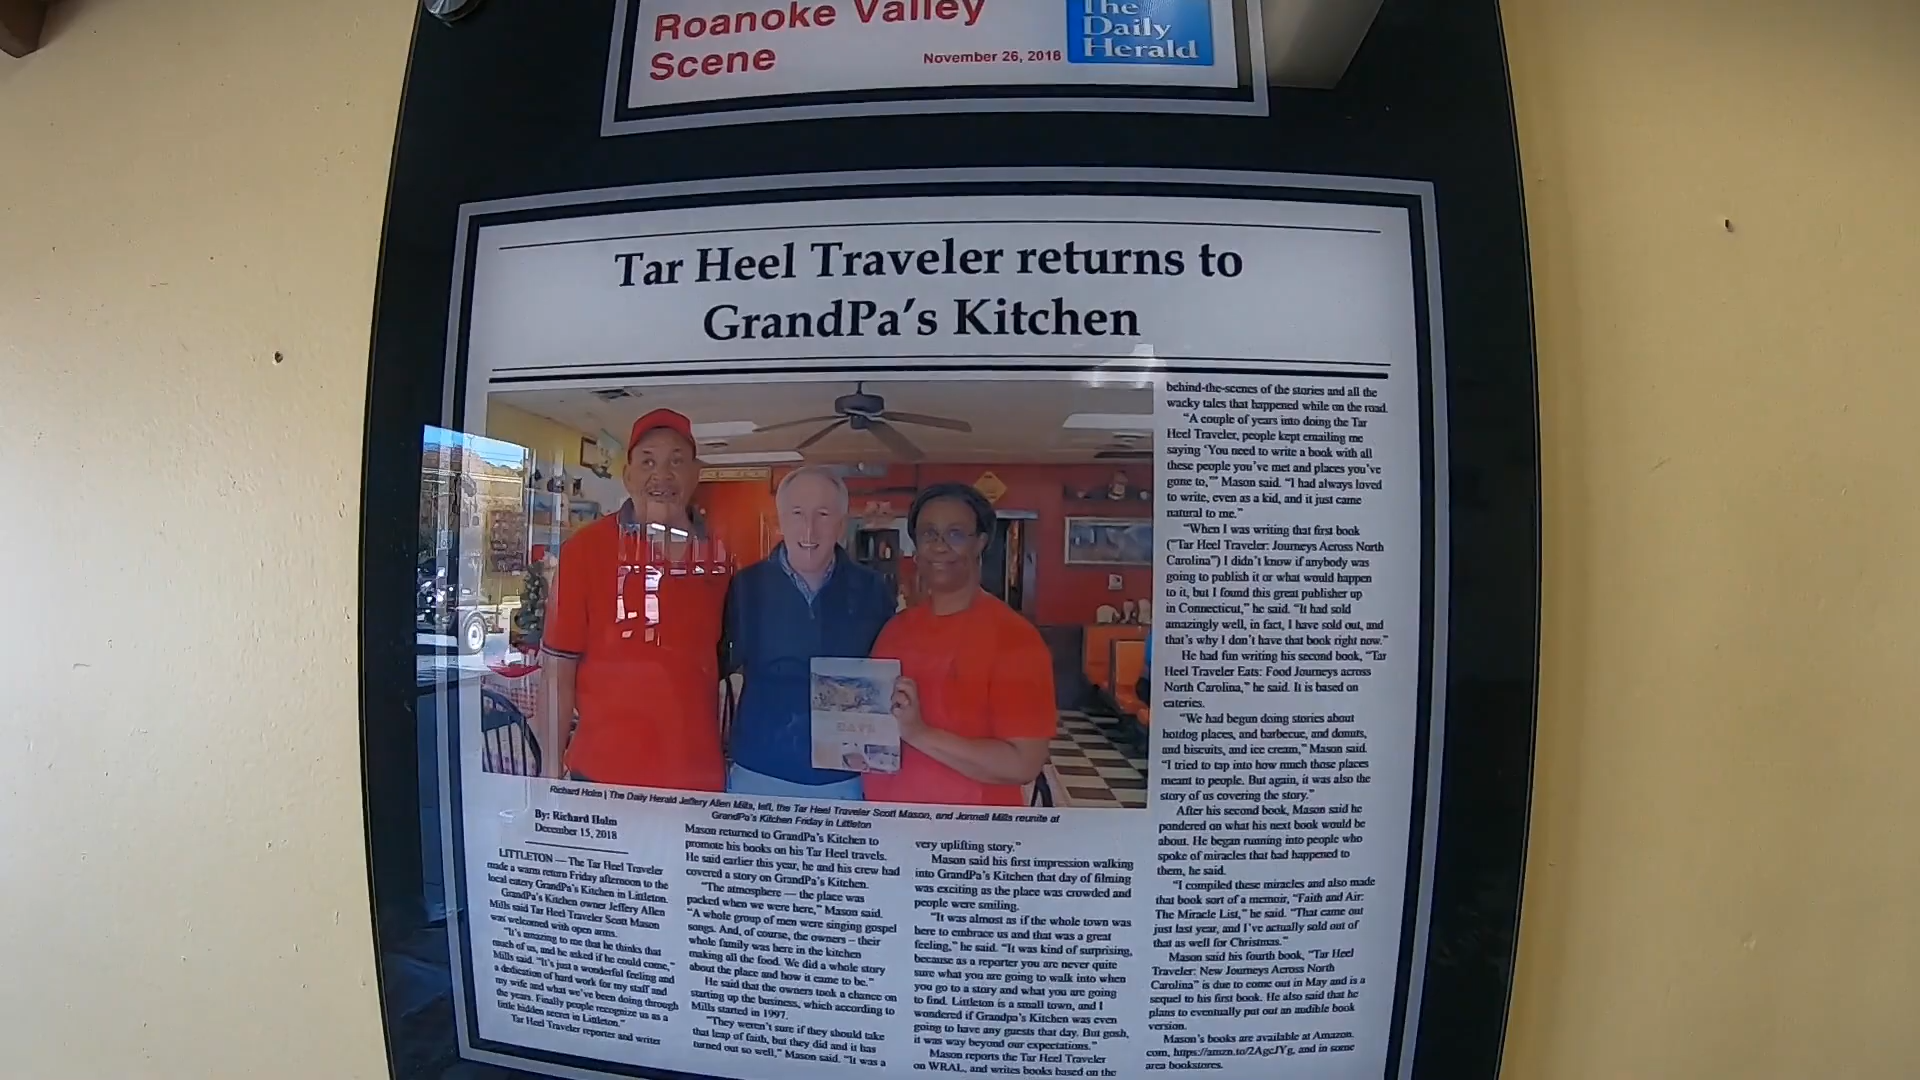 Roanoke Valley
Scene
November 26, 2018
The
Daily
Herald
Tar Heel Traveler returns to
GrandPa's Kitchen
Richard Holm | The Daily Herald Jeffery Allen Mills, left, the Tar Heel Traveler Scott Mason, and Jonnell Mills reunite at
GrandPa's Kitchen Friday in Littleton
By: Richard Holm
December 15, 2018
LITTLETON — The Tar Heel Traveler
made a warm return Friday afternoon to the
local eatery GrandPa's Kitchen in Littleton.
GrandPa's Kitchen owner Jeffery Allen
Mills said Tar Heel Traveler Scott Mason
was welcomed with open arms.
"It's amazing to me that he thinks that
much of us, and he asked if he could come,"
Mills said. "It's just a wonderful feeling and
a dedication of hard work for my staff and
my wife and what we've been doing through
the years. Finally people recognize us as a
little hidden secret in Littleton."
Tar Heel Traveler reporter and writer
Mason returned to GrandPa's Kitchen to
promote his books on his Tar Heel travels.
He said earlier this year, he and his crew had
covered a story on GrandPa's Kitchen.
"The atmosphere — the place was
packed when we were here," Mason said.
"A whole group of men were singing gospel
songs. And, of course, the owners – their
whole family was here in the kitchen
making all the food. We did a whole story
about the place and how it came to be."
He said that the owners took a chance on
starting up the business, which according to
Mills started in 1997.
"They weren't sure if they should take
that leap of faith, but they did and it has
turned out so well," Mason said. "It was a
very uplifting story."
Mason said his first impression walking
into GrandPa's Kitchen that day of filming
was exciting as the place was crowded and
people were smiling.
"It was almost as if the whole town was
here to embrace us and that was a great
feeling," he said. "It was kind of surprising,
because as a reporter you are never quite
sure what you are going to walk into when
you go to a story and what you are going
to find. Littleton is a small town, and I
wondered if Grandpa's Kitchen was even
going to have any guests that day. But gosh,
it was way beyond our expectations."
Mason reports the Tar Heel Traveler
on WRAL, and writes books based on the
behind-the-scenes of the stories and all the
wacky tales that happened while on the road.
"A couple of years into doing the Tar
Heel Traveler, people kept emailing me
saying 'You need to write a book with all
these people you've met and places you've
gone to,'" Mason said. "I had always loved
to write, even as a kid, and it just came
natural to me."
"When I was writing that first book
("Tar Heel Traveler: Journeys Across North
Carolina") I didn't know if anybody was
going to publish it or what would happen
to it, but I found this great publisher up
in Connecticut," he said. "It had sold
amazingly well, in fact, I have sold out, and
that's why I don't have that book right now."
He had fun writing his second book, "Tar
Heel Traveler Eats: Food Journeys across
North Carolina," he said. It is based on
eateries.
"We had begun doing stories about
hotdog places, and barbecue, and donuts,
and biscuits, and ice cream," Mason said.
"I tried to tap into how much those places
meant to people. But again, it was also the
story of us covering the story."
After his second book, Mason said he
pondered on what his next book would be
about. He began running into people who
spoke of miracles that had happened to
them, he said.
"I compiled these miracles and also made
that book sort of a memoir, "Faith and Air:
The Miracle List," he said. "That came out
just last year, and I've actually sold out of
that as well for Christmas."
Mason said his fourth book, "Tar Heel
Traveler: New Journeys Across North
Carolina" is due to come out in May and is a
sequel to his first book. He also said that he
plans to eventually put out an audible book
version.
Mason's books are available at Amazon.
com, https://amzn.to/2AgcJYg, and in some
area bookstores.